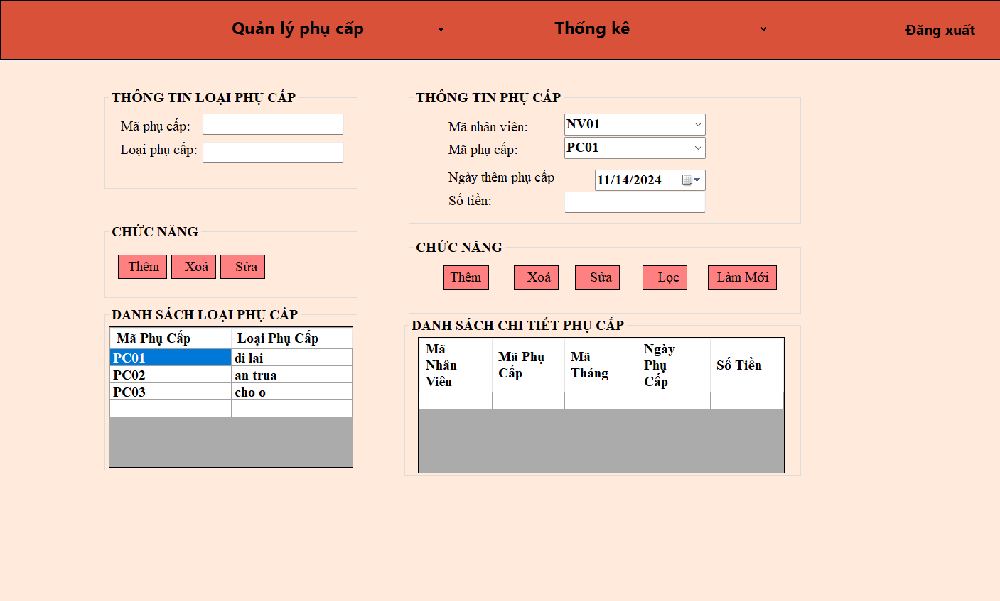 Quản lý phụ cấp
Thống kê
Đăng xuất
THÔNG TIN LOẠI PHỤ CẤP
Mã phụ cấp:
Loại phụ cấp:
CHỨC NĂNG
Thêm Xoá Sửa
DANH SÁCH LOẠI PHỤ CẤP
Mã Phụ Cấp Loại Phụ Cấp
PC01 di lai
PC02 an trua
PC03 cho o
THÔNG TIN PHỤ CẤP
Mã nhân viên: NV01
Mã phụ cấp: PC01
Ngày thêm phụ cấp 11/14/2024
Số tiền:
CHỨC NĂNG
Thêm Xoá Sửa Lọc Làm Mới
DANH SÁCH CHI TIẾT PHỤ CẤP
Mã
Nhân
Viên
Mã Phụ
Cấp
Mã
Tháng
Ngày
Phụ
Cấp
Số Tiền